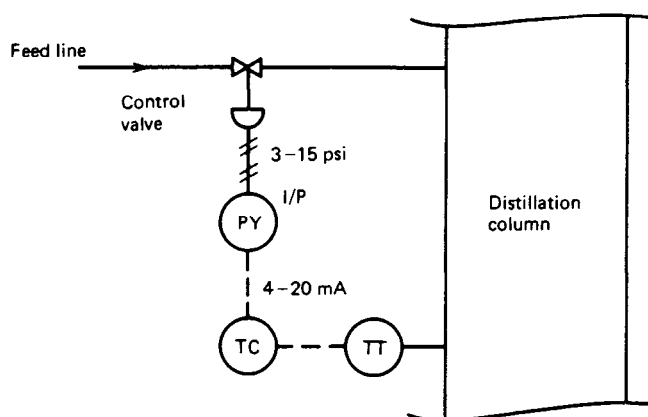 Feed line
Control
valve
3-15 psi
I/P
PY
Distillation
column
4-20 mA
TC
TT